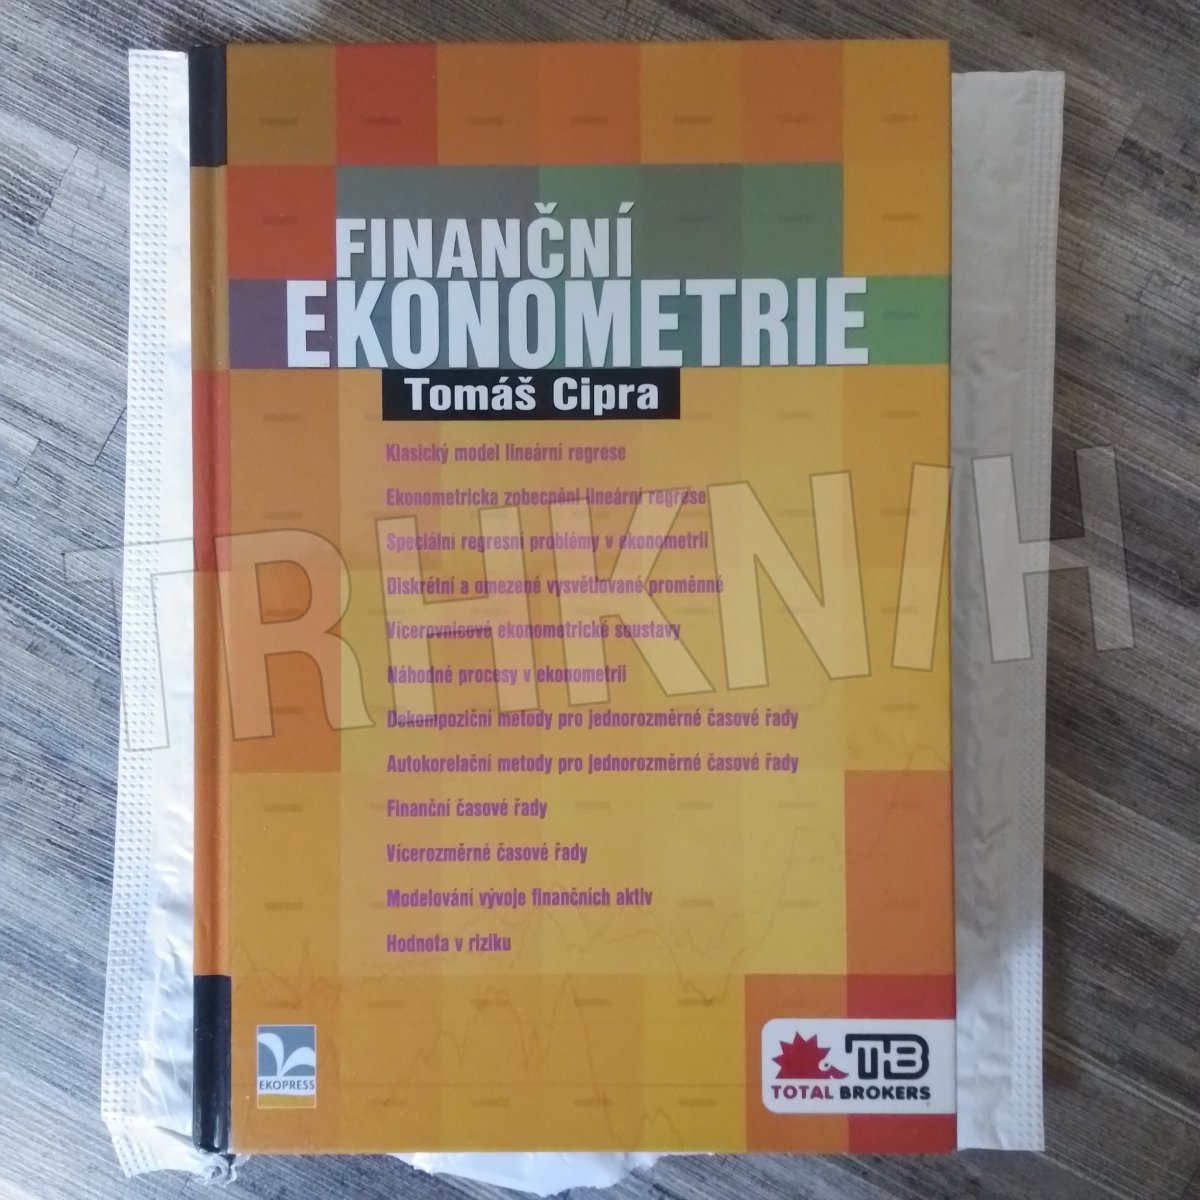 FINANČNÍ
EKONOMETRIE
Tomáš Cipra
Klasický model lineární regrese
Ekonometrická zobecnění lineární regrese
Speciální regresní problémy v ekonometrii
Diskrétní a omezené vysvětlované proměnné
Vícerovnicové ekonometrické soustavy
Náhodné procesy v ekonometrii
Dekompoziční metody pro jednorozměrné časové řady
Autokorelační metody pro jednorozměrné časové řady
Finanční časové řady
Vícerozměrné časové řady
Modelování vývoje finančních aktiv
Hodnota v riziku
TRHKNIH
EKOPRESS
TB
TOTAL BROKERS